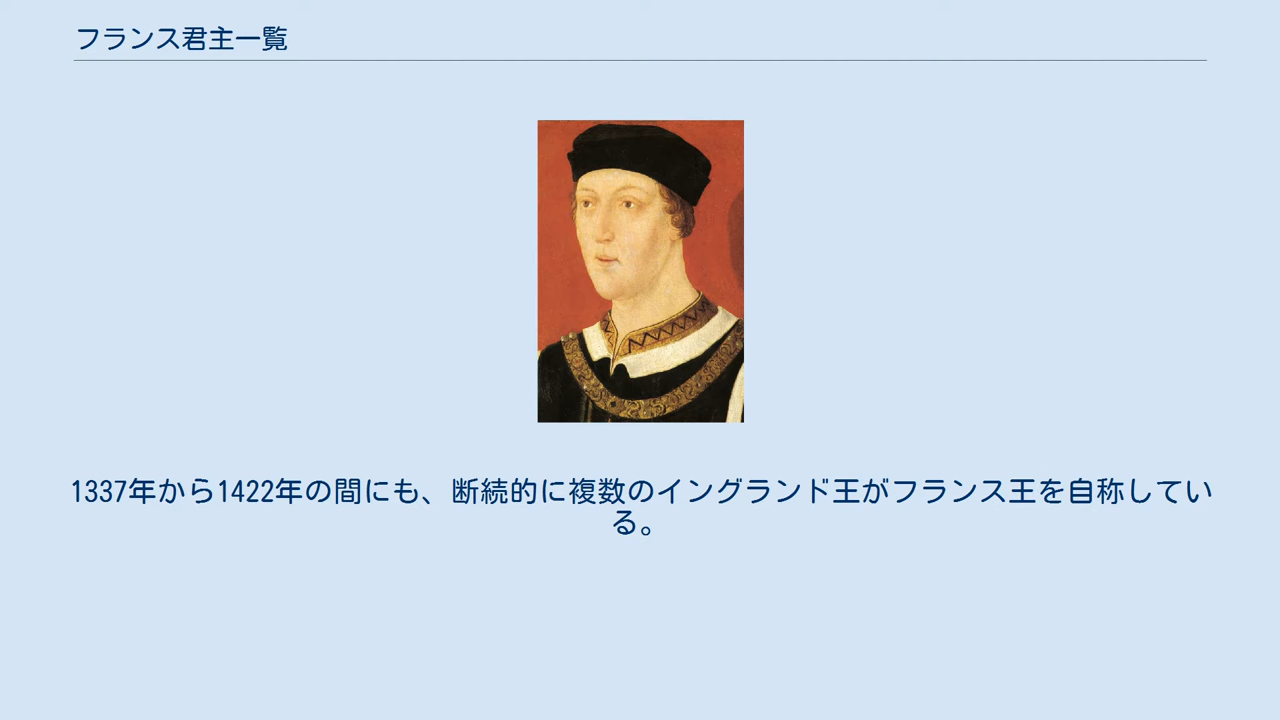 フランス君主一覧
1337年から1422年の間にも、断続的に複数のイングランド王がフランス王を自称してい
る。